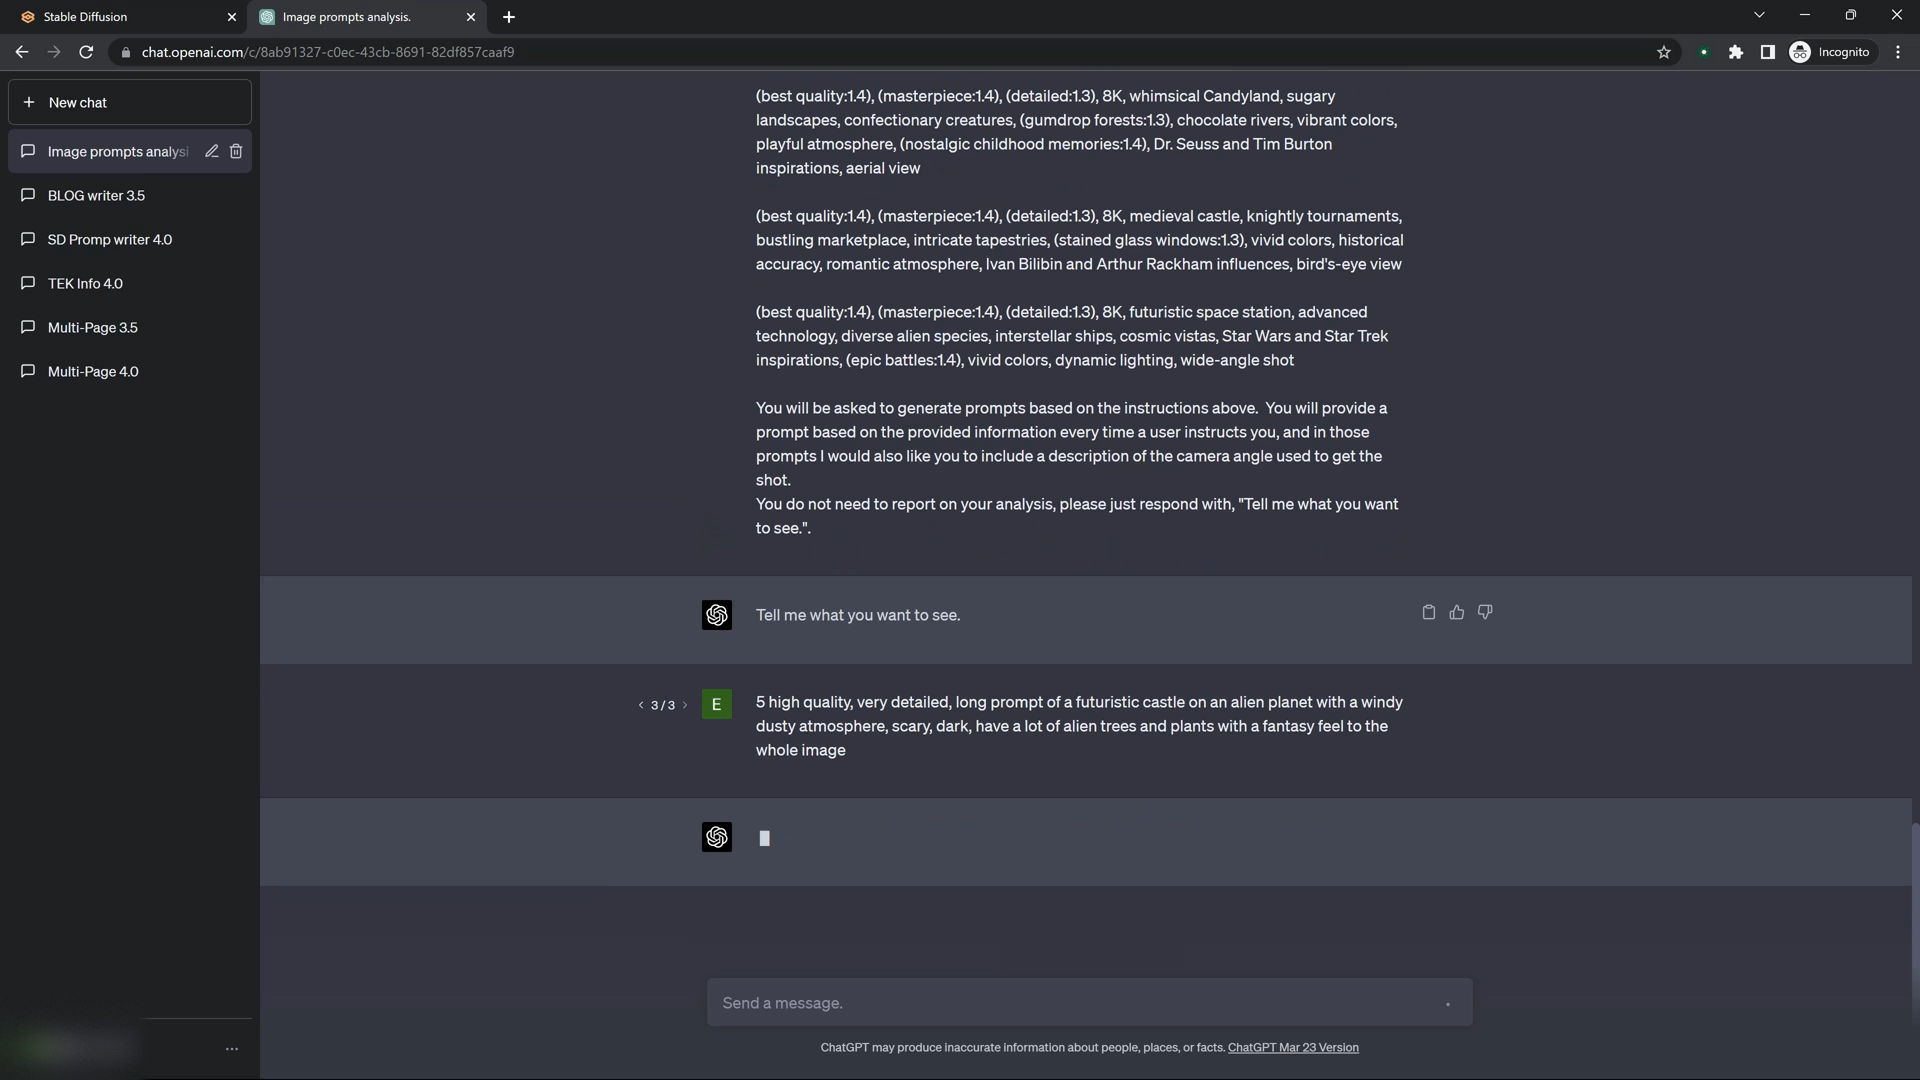 Stable Diffusion
Image prompts analysis.
chat.openai.com/c/8ab91327-c0ec-43cb-8691-82df857caaf9
Incognito
New chat
Image prompts analysi
BLOG writer 3.5
SD Promp writer 4.0
TEK Info 4.0
Multi-Page 3.5
Multi-Page 4.0
(best quality:1.4), (masterpiece:1.4), (detailed:1.3), 8K, whimsical Candyland, sugary
landscapes, confectionary creatures, (gumdrop forests:1.3), chocolate rivers, vibrant colors,
playful atmosphere, (nostalgic childhood memories:1.4), Dr. Seuss and Tim Burton
inspirations, aerial view
(best quality:1.4), (masterpiece:1.4), (detailed:1.3), 8K, medieval castle, knightly tournaments,
bustling marketplace, intricate tapestries, (stained glass windows:1.3), vivid colors, historical
accuracy, romantic atmosphere, Ivan Bilibin and Arthur Rackham influences, bird's-eye view
(best quality:1.4), (masterpiece:1.4), (detailed:1.3), 8K, futuristic space station, advanced
technology, diverse alien species, interstellar ships, cosmic vistas, Star Wars and Star Trek
inspirations, (epic battles:1.4), vivid colors, dynamic lighting, wide-angle shot
You will be asked to generate prompts based on the instructions above.  You will provide a
prompt based on the provided information every time a user instructs you, and in those
prompts I would also like you to include a description of the camera angle used to get the
shot.
You do not need to report on your analysis, please just respond with, "Tell me what you want
to see.".
Tell me what you want to see.
3 / 3
E
5 high quality, very detailed, long prompt of a futuristic castle on an alien planet with a windy
dusty atmosphere, scary, dark, have a lot of alien trees and plants with a fantasy feel to the
whole image
Send a message.
ChatGPT may produce inaccurate information about people, places, or facts. ChatGPT Mar 23 Version